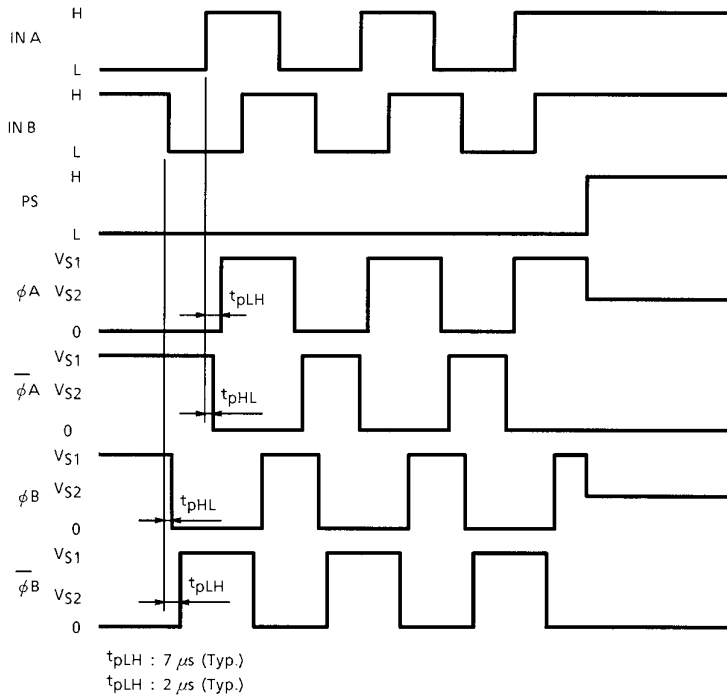 H
IN A
L
H
IN B
L
H
PS
L
VS1
φA VS2
tpLH
0
VS1
φA VS2
tpHL
0
VS1
φB VS2
tpHL
0
VS1
φB VS2
tpLH
0
tpLH : 7 μs (Typ.)
tpLH : 2 μs (Typ.)